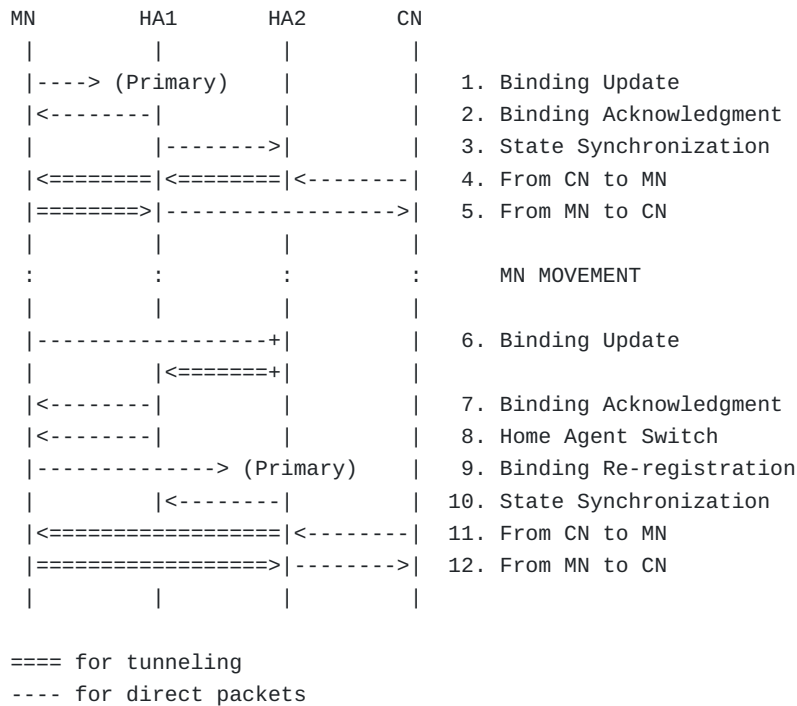 MN        HA1       HA2       CN
 |         |         |         |
 |----> (Primary)    |         |   1. Binding Update
 |<--------|         |         |   2. Binding Acknowledgment
 |         |-------->|         |   3. State Synchronization
 |<========|<========|<--------|   4. From CN to MN
 |========>|------------------>|   5. From MN to CN
 |         |         |         |
 :         :         :         :      MN MOVEMENT
 |         |         |         |
 |------------------+|         |   6. Binding Update
 |         |<=======+|         |
 |<--------|         |         |   7. Binding Acknowledgment
 |<--------|         |         |   8. Home Agent Switch
 |--------------> (Primary)    |   9. Binding Re-registration
 |         |<--------|         |  10. State Synchronization
 |<==================|<--------|  11. From CN to MN
 |==================>|-------->|  12. From MN to CN
 |         |         |         |

==== for tunneling
---- for direct packets